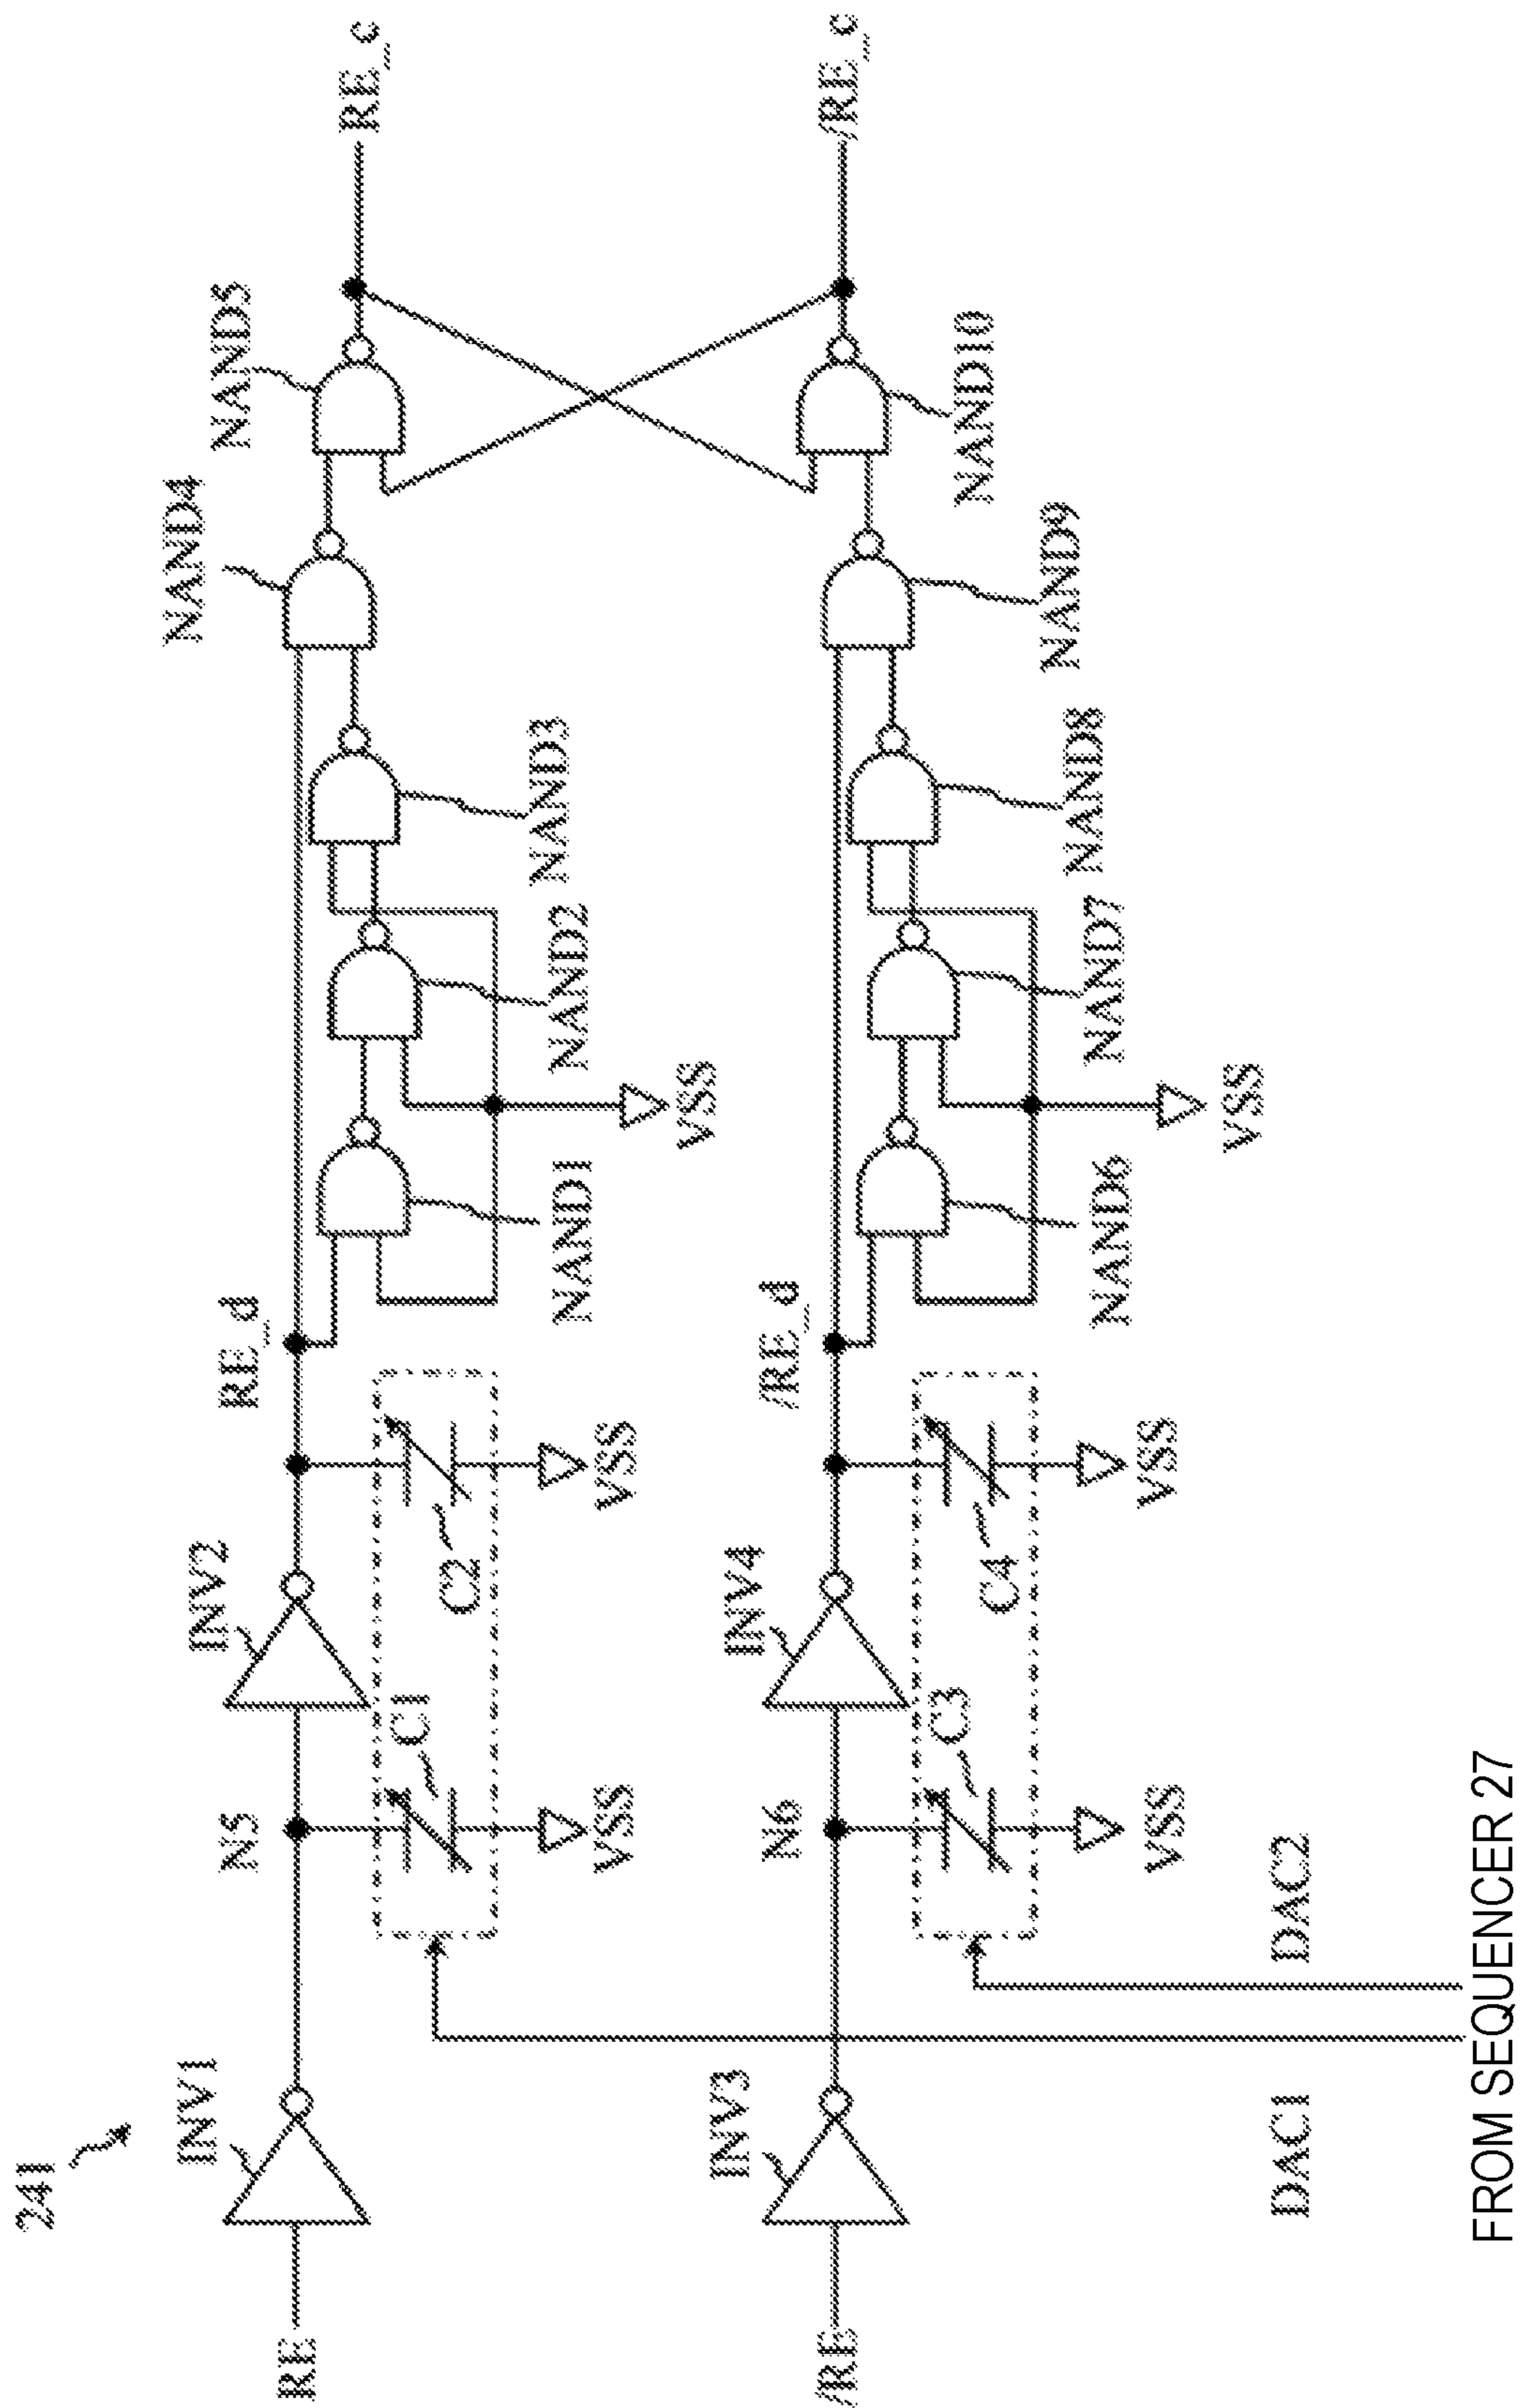 241
RE
INV1
N5
C1
VSS
INV2
C2
VSS
RE_d
NAND1
VSS
NAND2
NAND3
NAND4
NAND5
RE_c
/RE
INV3
N6
C3
VSS
INV4
C4
VSS
/RE_d
NAND6
VSS
NAND7
NAND8
NAND9
NAND10
/RE_c
DAC1
DAC2
FROM SEQUENCER 27